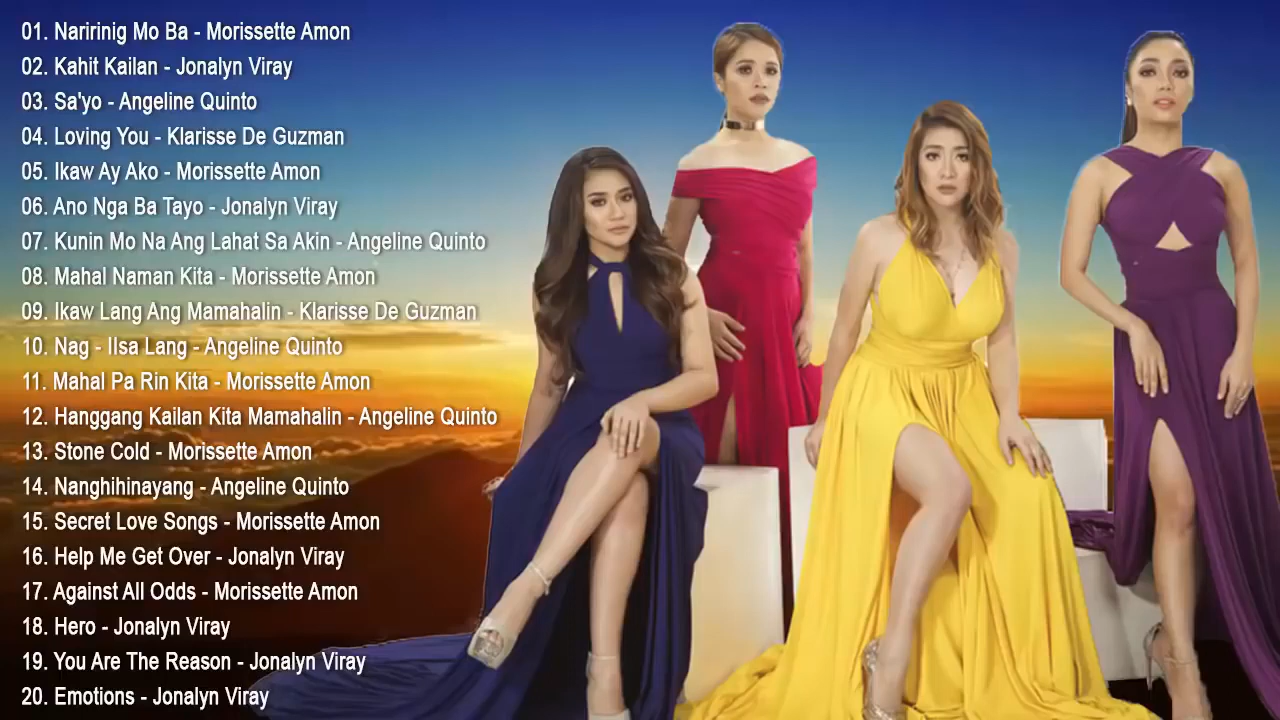 01. Naririnig Mo Ba - Morissette Amon
02. Kahit Kailan - Jonalyn Viray
03. Sa'yo - Angeline Quinto
04. Loving You - Klarisse De Guzman
05. Ikaw Ay Ako - Morissette Amon
06. Ano Nga Ba Tayo - Jonalyn Viray
07. Kunin Mo Na Ang Lahat Sa Akin - Angeline Quinto
08. Mahal Naman Kita - Morissette Amon
09. Ikaw Lang Ang Mamahalin - Klarisse De Guzman
10. Nag - IIsa Lang - Angeline Quinto
11. Mahal Pa Rin Kita - Morissette Amon
12. Hanggang Kailan Kita Mamahalin - Angeline Quinto
13. Stone Cold - Morissette Amon
14. Nanghihinayang - Angeline Quinto
15. Secret Love Songs - Morissette Amon
16. Help Me Get Over - Jonalyn Viray
17. Against All Odds - Morissette Amon
18. Hero - Jonalyn Viray
19. You Are The Reason - Jonalyn Viray
20. Emotions - Jonalyn Viray